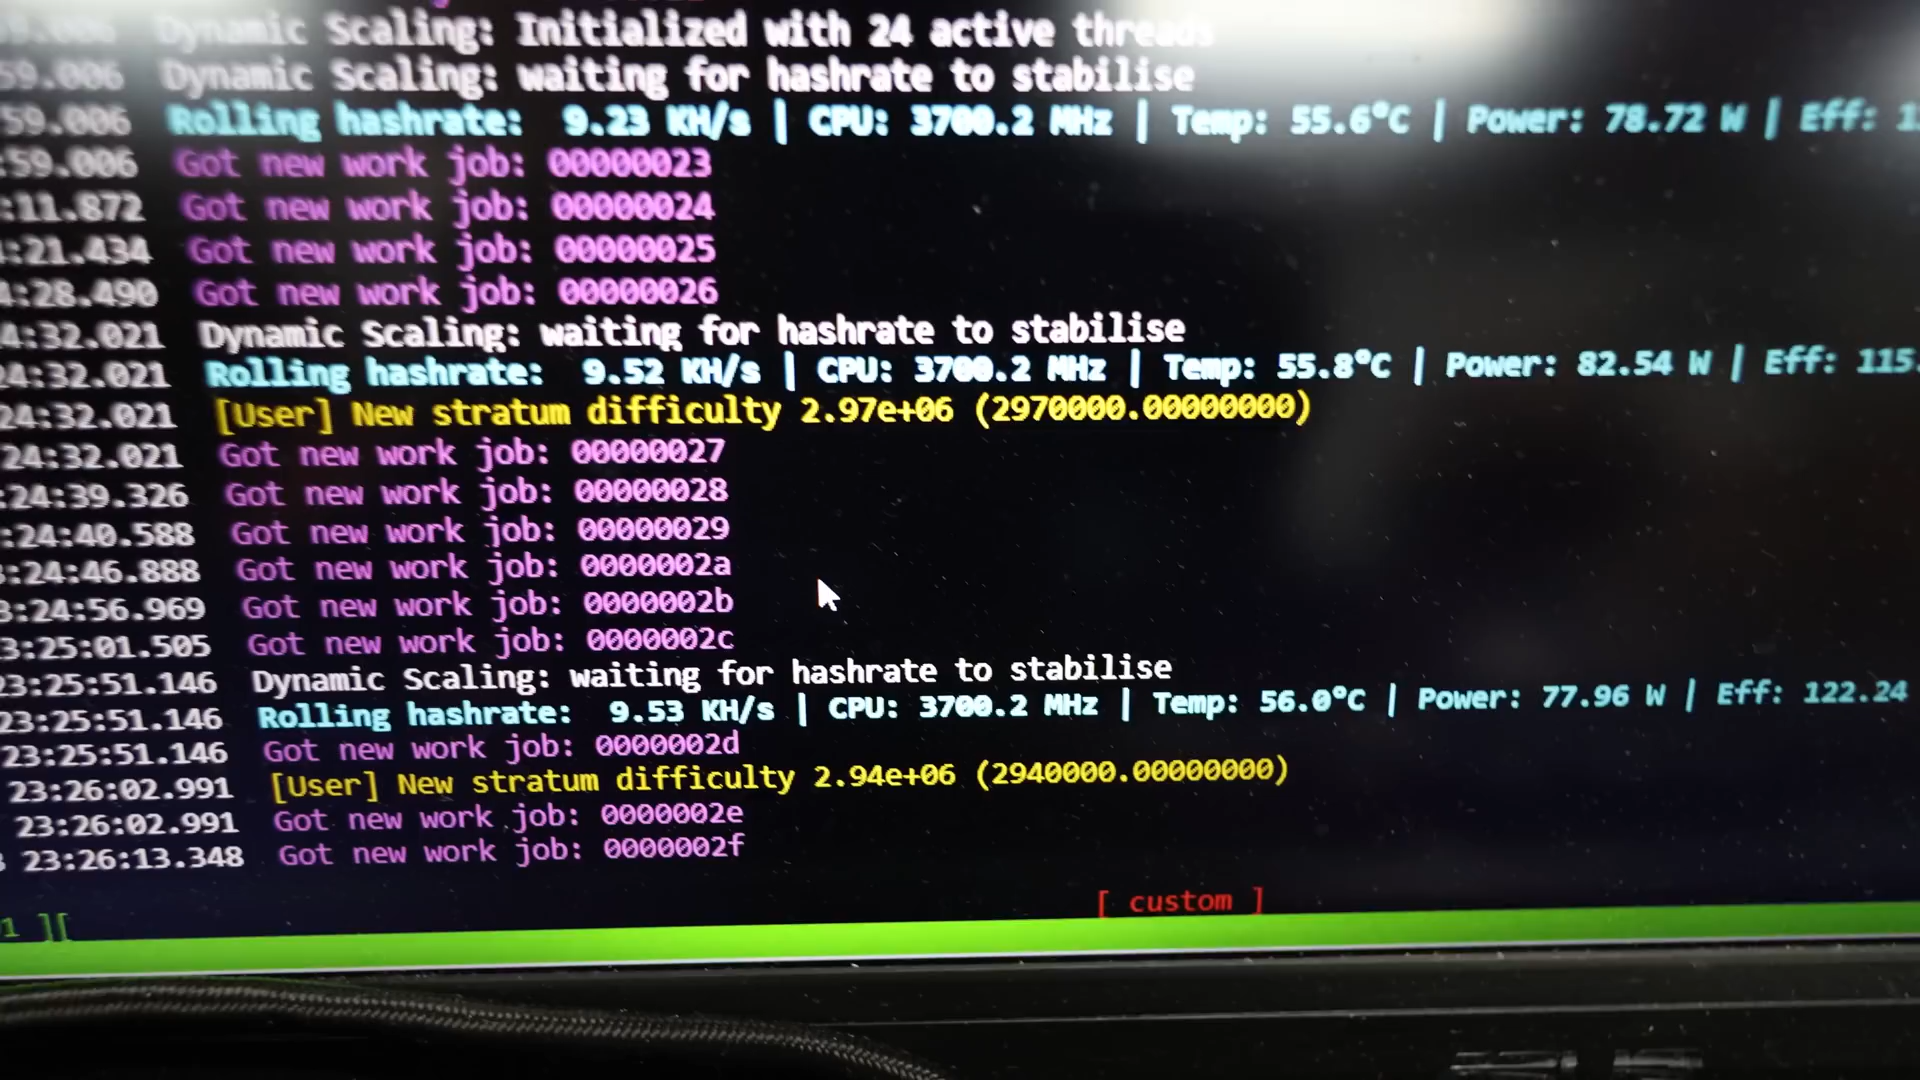 59.006 Dynamic Scaling: Initialized with 24 active threads
59.006 Dynamic Scaling: waiting for hashrate to stabilise
59.006 Rolling hashrate: 9.23 KH/s | CPU: 3700.2 MHz | Temp: 55.6°C | Power: 78.72 W | Eff:
:59.006 Got new work job: 00000023
:11.872 Got new work job: 00000024
4:21.434 Got new work job: 00000025
4:28.490 Got new work job: 00000026
4:32.021 Dynamic Scaling: waiting for hashrate to stabilise
24:32.021 Rolling hashrate: 9.52 KH/s | CPU: 3700.2 MHz | Temp: 55.8°C | Power: 82.54 W | Eff: 115.
24:32.021 [User] New stratum difficulty 2.97e+06 (2970000.00000000)
24:32.021 Got new work job: 00000027
:24:39.326 Got new work job: 00000028
:24:40.588 Got new work job: 00000029
3:24:46.888 Got new work job: 0000002a
3:24:56.969 Got new work job: 0000002b
3:25:01.505 Got new work job: 0000002c
23:25:51.146 Dynamic Scaling: waiting for hashrate to stabilise
23:25:51.146 Rolling hashrate: 9.53 KH/s | CPU: 3700.2 MHz | Temp: 56.0°C | Power: 77.96 W | Eff: 122.24
23:25:51.146 Got new work job: 0000002d
23:26:02.991 [User] New stratum difficulty 2.94e+06 (2940000.00000000)
23:26:02.991 Got new work job: 0000002e
23:26:13.348 Got new work job: 0000002f
[ custom ]
1 ][